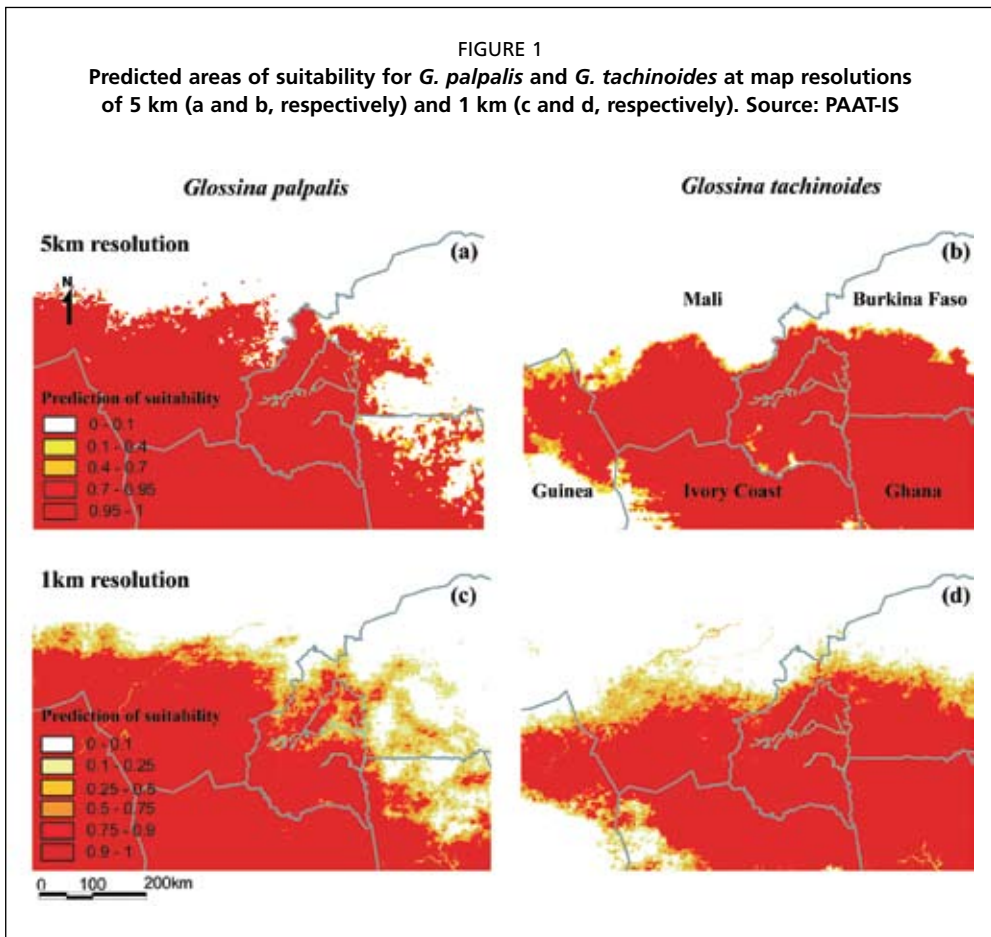 FIGURE 1
Predicted areas of suitability for G. palpalis and G. tachinoides at map resolutions
of 5 km (a and b, respectively) and 1 km (c and d, respectively). Source: PAAT-IS
Glossina palpalis
Glossina tachinoides
5km resolution
(a)
(b)
N
Mali
Burkina Faso
Prediction of suitability
0 - 0.1
0.1 - 0.4
0.4 - 0.7
0.7 - 0.95
0.95 - 1
Guinea
Ivory Coast
Ghana
1km resolution
(c)
(d)
Prediction of suitability
0 - 0.1
0.1 - 0.25
0.25 - 0.5
0.5 - 0.75
0.75 - 0.9
0.9 - 1
0 100 200km